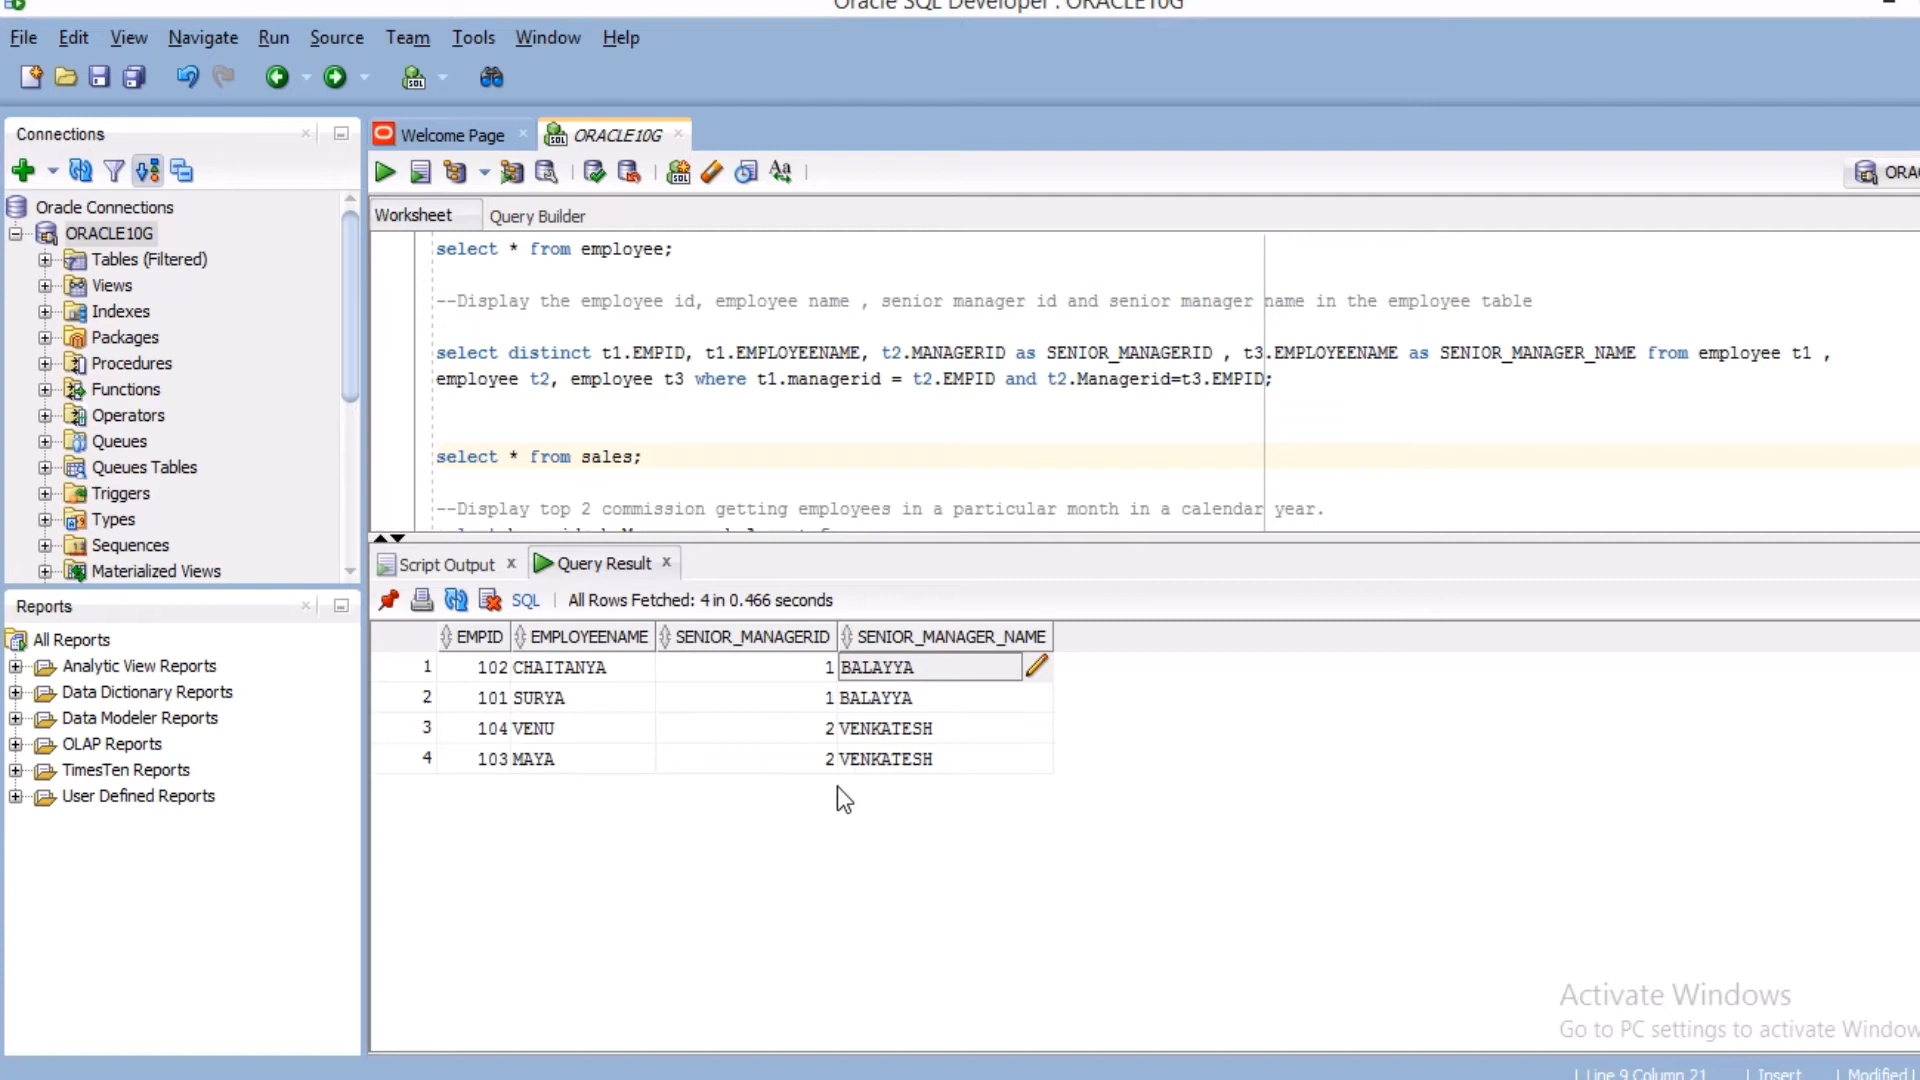 Oracle SQL Developer : ORACLE10G
File Edit View Navigate Run Source Team Tools Window Help
Connections
Oracle Connections
ORACLE10G
Tables (Filtered)
Views
Indexes
Packages
Procedures
Functions
Operators
Queues
Queues Tables
Triggers
Types
Sequences
Materialized Views
Reports
All Reports
Analytic View Reports
Data Dictionary Reports
Data Modeler Reports
OLAP Reports
TimesTen Reports
User Defined Reports
Welcome Page ORACLE10G
ORA
Worksheet Query Builder
select * from employee;
--Display the employee id, employee name , senior manager id and senior manager name in the employee table
select distinct t1.EMPID, t1.EMPLOYEENAME, t2.MANAGERID as SENIOR_MANAGERID , t3.EMPLOYEENAME as SENIOR_MANAGER_NAME from employee t1 ,
employee t2, employee t3 where t1.managerid = t2.EMPID and t2.Managerid=t3.EMPID;
select * from sales;
--Display top 2 commission getting employees in a particular month in a calendar year.
Script Output Query Result
SQL | All Rows Fetched: 4 in 0.466 seconds
EMPID EMPLOYEENAME SENIOR_MANAGERID SENIOR_MANAGER_NAME
1 102 CHAITANYA 1 BALAYYA
2 101 SURYA 1 BALAYYA
3 104 VENU 2 VENKATESH
4 103 MAYA 2 VENKATESH
Activate Windows
Go to PC settings to activate Window
| Line 9 Column 21 | Insert | Modified